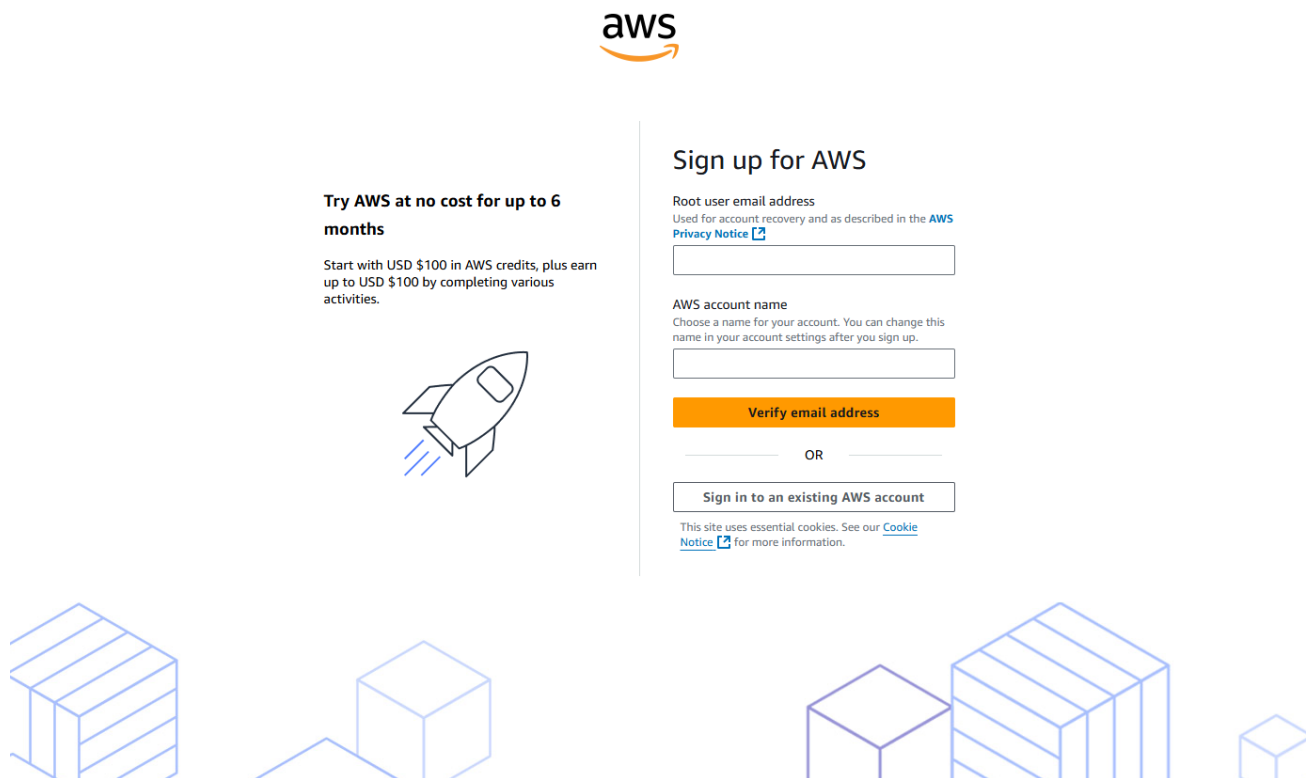 aws
Try AWS at no cost for up to 6
months
Start with USD $100 in AWS credits, plus earn
up to USD $100 by completing various
activities.
Sign up for AWS
Root user email address
Used for account recovery and as described in the AWS
Privacy Notice
AWS account name
Choose a name for your account. You can change this
name in your account settings after you sign up.
Verify email address
OR
Sign in to an existing AWS account
This site uses essential cookies. See our Cookie
Notice for more information.